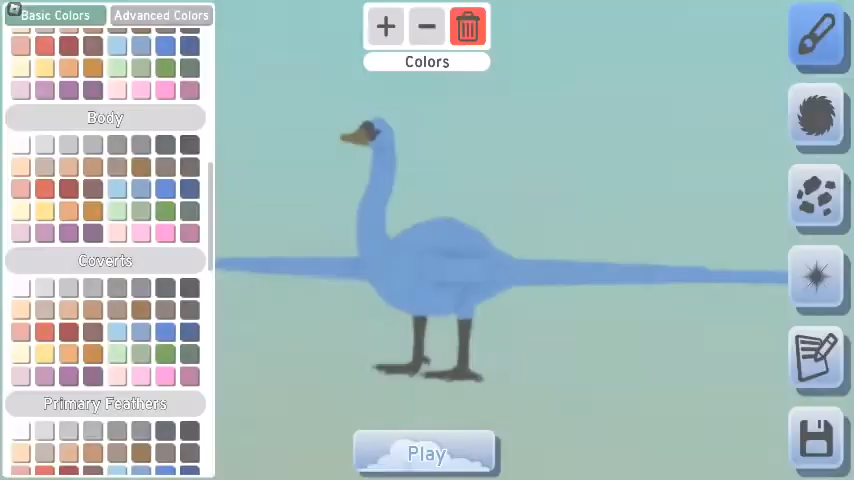 Basic Colors
Advanced Colors
Colors
Body
Coverts
Primary Feathers
Play